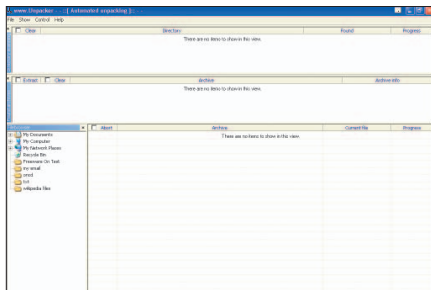 Unpacker - - [ Automated unpacking ]
File Show Control Help
Clear Directory Found Progress
There are no items to show in this view.
Extract Clear Archive Archive info
There are no items to show in this view.
Abort Archive Current file Progress
There are no items to show in this view.
My Documents
My Computer
My Network Places
Recycle Bin
Freeware On Test
my email
txt
wikipedia files